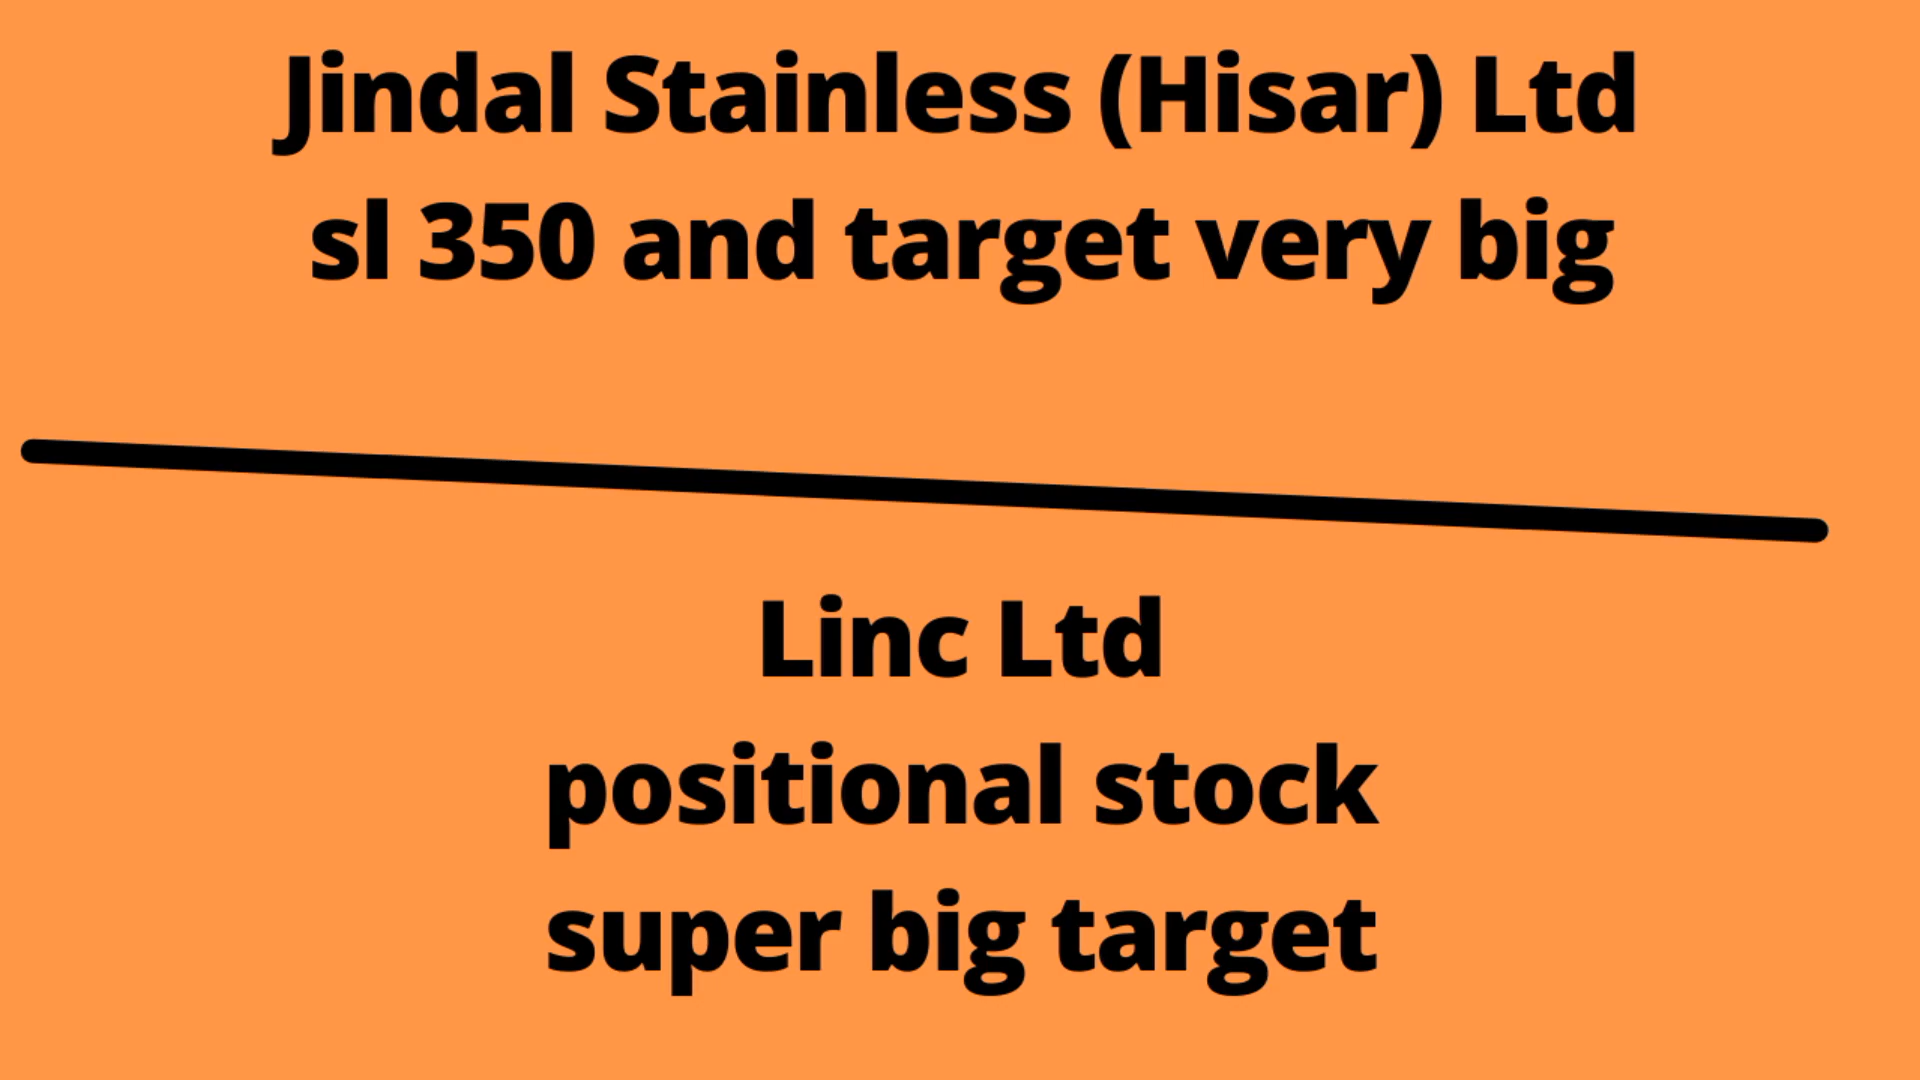 Jindal Stainless (Hisar) Ltd
sl 350 and target very big
Linc Ltd
positional stock
super big target